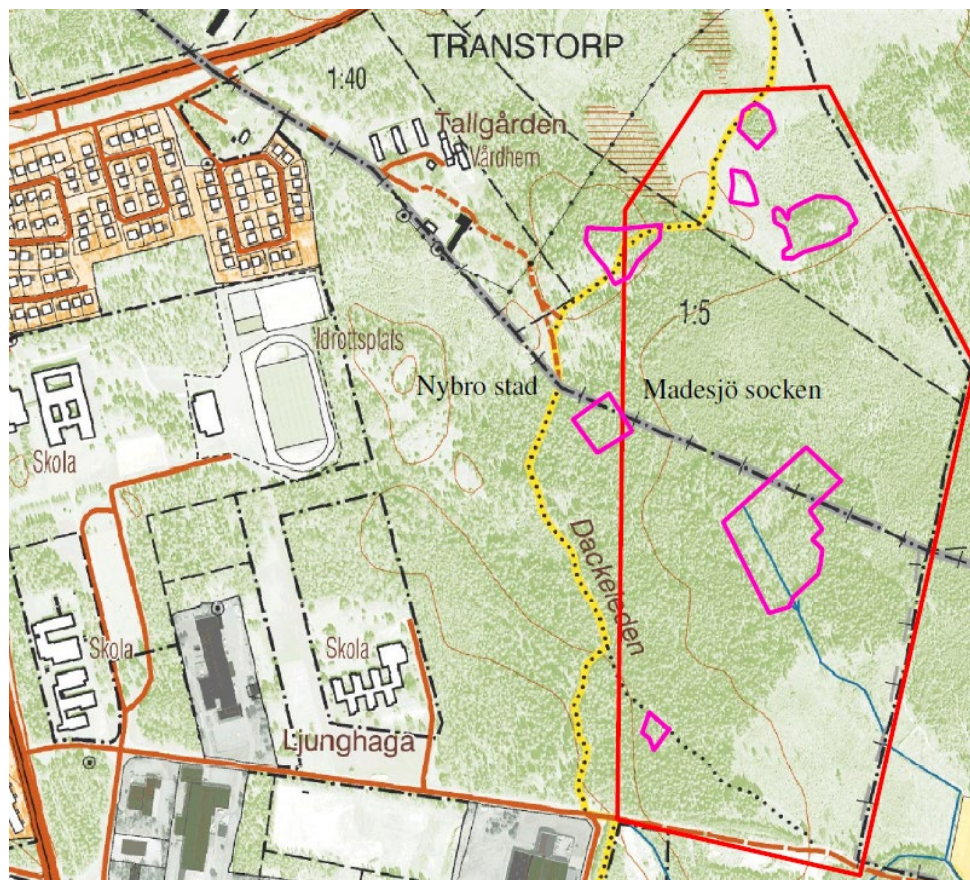 TRANSTORP
1:40
Tallgården
Vårdhem
1:5
Idrottsplats
Nybro stad
Madesjö socken
Skola
Dackeleden
Skola
Skola
Ljunghaga